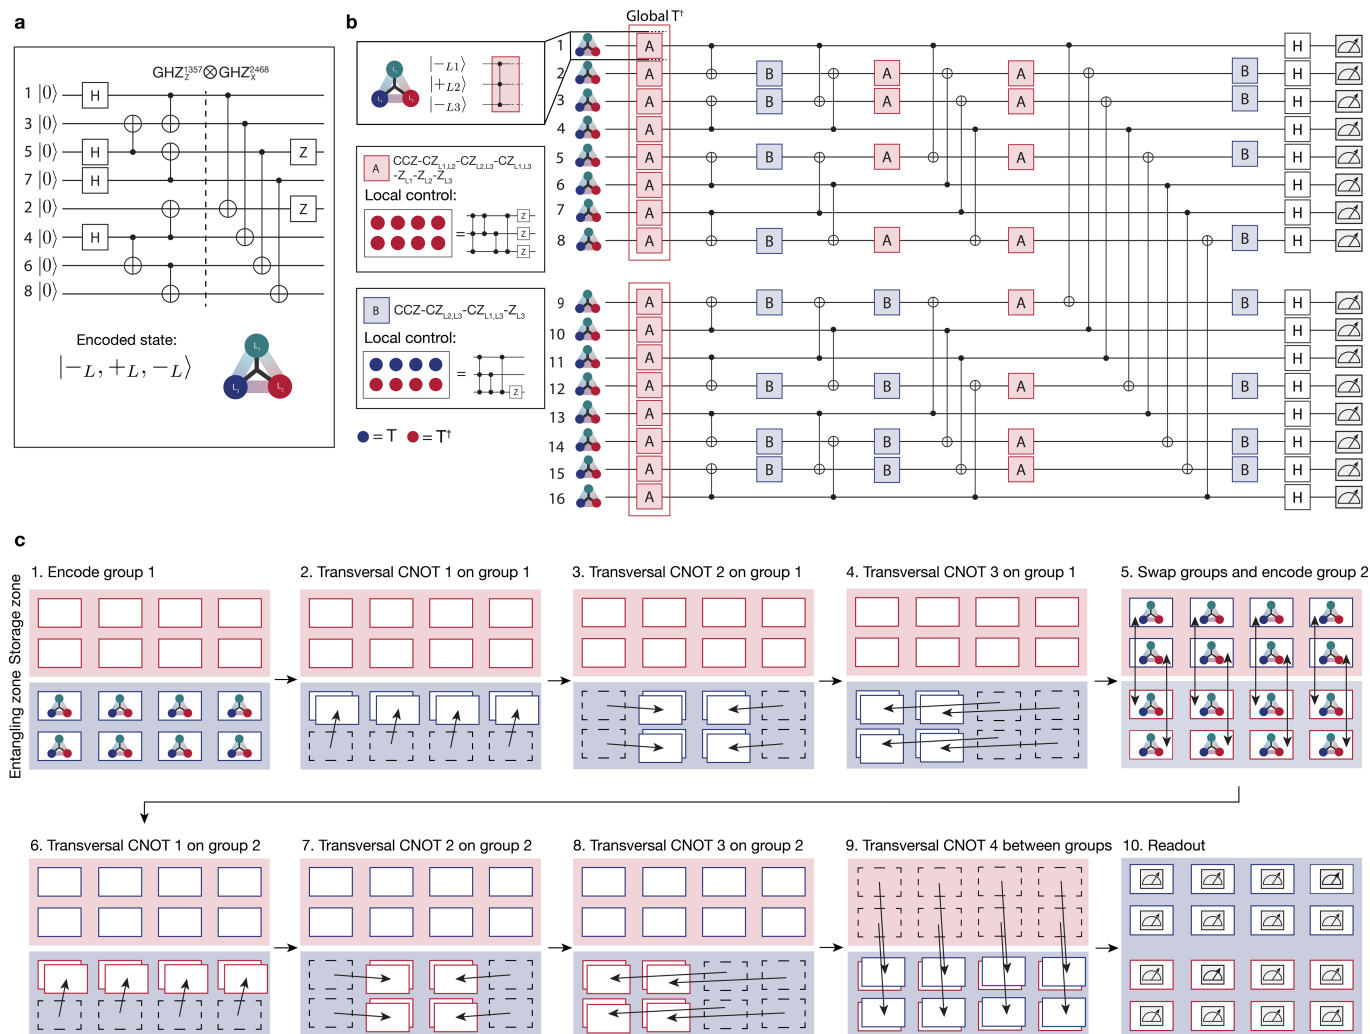 a
GHZ_Z^1357 ⊗ GHZ_X^2468
1 |0⟩ H
3 |0⟩
5 |0⟩ H Z
7 |0⟩ H
2 |0⟩ Z
4 |0⟩ H
6 |0⟩
8 |0⟩
Encoded state:
|−_L, +_L, −_L⟩
L₁
L₃ L₂
b
Global T†
|−_L1⟩
|+_L2⟩
|−_L3⟩
A CCZ-CZ_L1,L2-CZ_L2,L3-CZ_L1,L3
-Z_L1-Z_L2-Z_L3
Local control:
= Z
Z
Z
B CCZ-CZ_L2,L3-CZ_L1,L3-Z_L3
Local control:
= Z
= T = T†
1 A H
2 A B A A B H
3 A B A A B H
4 A H
5 A B A A B H
6 A H
7 A H
8 A B A A B H
9 A B B A H
10 A H
11 A H
12 A B B A B H
13 A H
14 A B B A B H
15 A B B A B H
16 A H
c
Entangling zone Storage zone
1. Encode group 1
2. Transversal CNOT 1 on group 1
3. Transversal CNOT 2 on group 1
4. Transversal CNOT 3 on group 1
5. Swap groups and encode group 2
6. Transversal CNOT 1 on group 2
7. Transversal CNOT 2 on group 2
8. Transversal CNOT 3 on group 2
9. Transversal CNOT 4 between groups
10. Readout